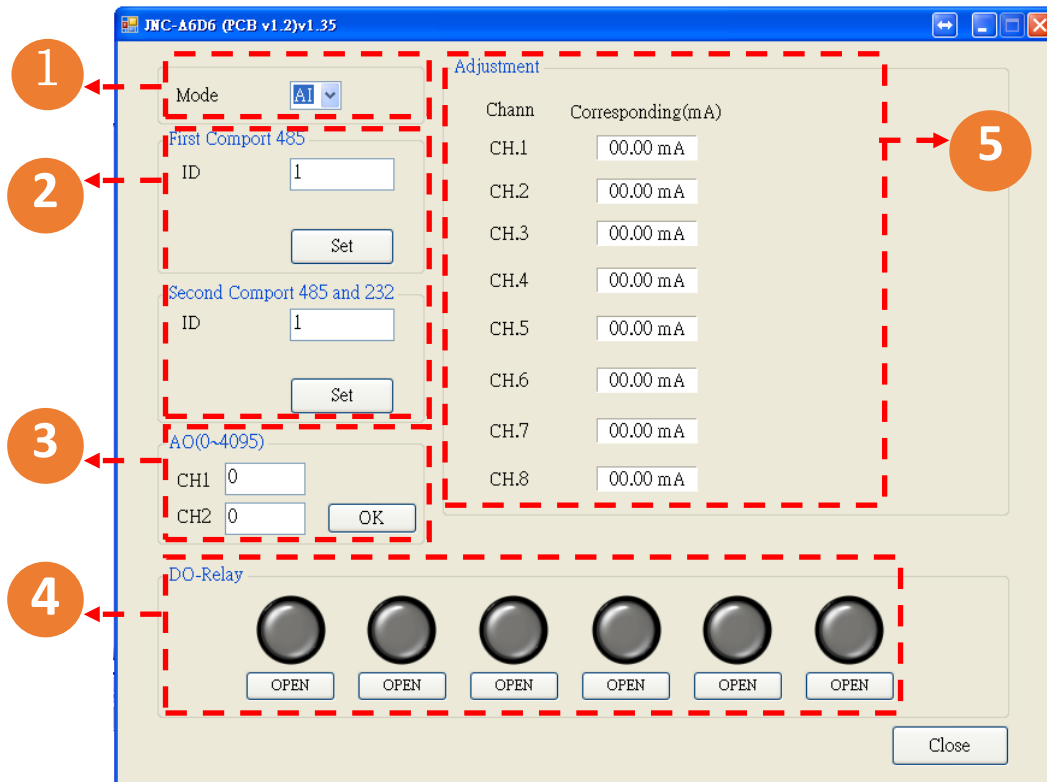 JNC-A6D6 (PCB v1.2)v1.35
1
Mode AI
First Comport 485
2
ID 1
Set
Second Comport 485 and 232
ID 1
Set
3
AO(0~4095)
CH1 0
CH2 0 OK
Adjustment
Chann Corresponding(mA)
5
CH.1 00.00 mA
CH.2 00.00 mA
CH.3 00.00 mA
CH.4 00.00 mA
CH.5 00.00 mA
CH.6 00.00 mA
CH.7 00.00 mA
CH.8 00.00 mA
4
DO-Relay
OPEN OPEN OPEN OPEN OPEN OPEN
Close